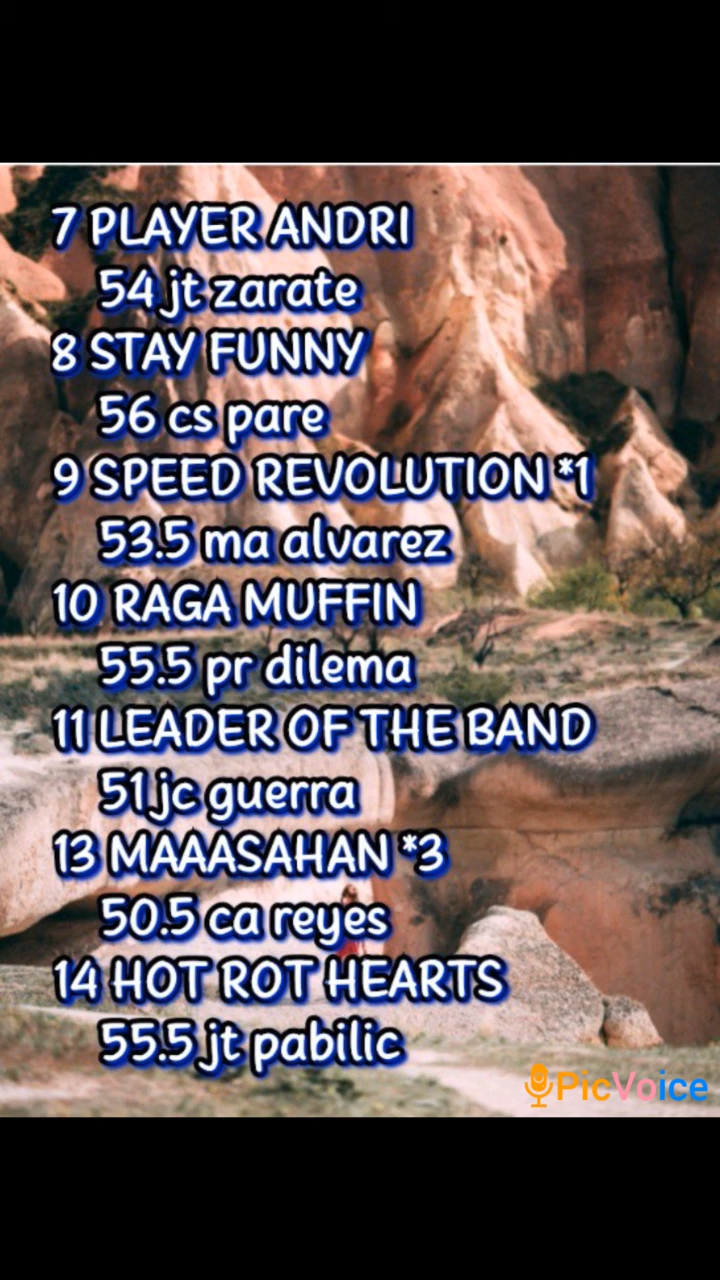 7 PLAYER ANDRI
54 jt zarate
8 STAY FUNNY
56 cs pare
9 SPEED REVOLUTION *1
53.5 ma alvarez
10 RAGA MUFFIN
55.5 pr dilema
11 LEADER OF THE BAND
51 jc guerra
13 MAAASAHAN *3
50.5 ca reyes
14 HOT ROT HEARTS
55.5 jt pabilic
PicVoice